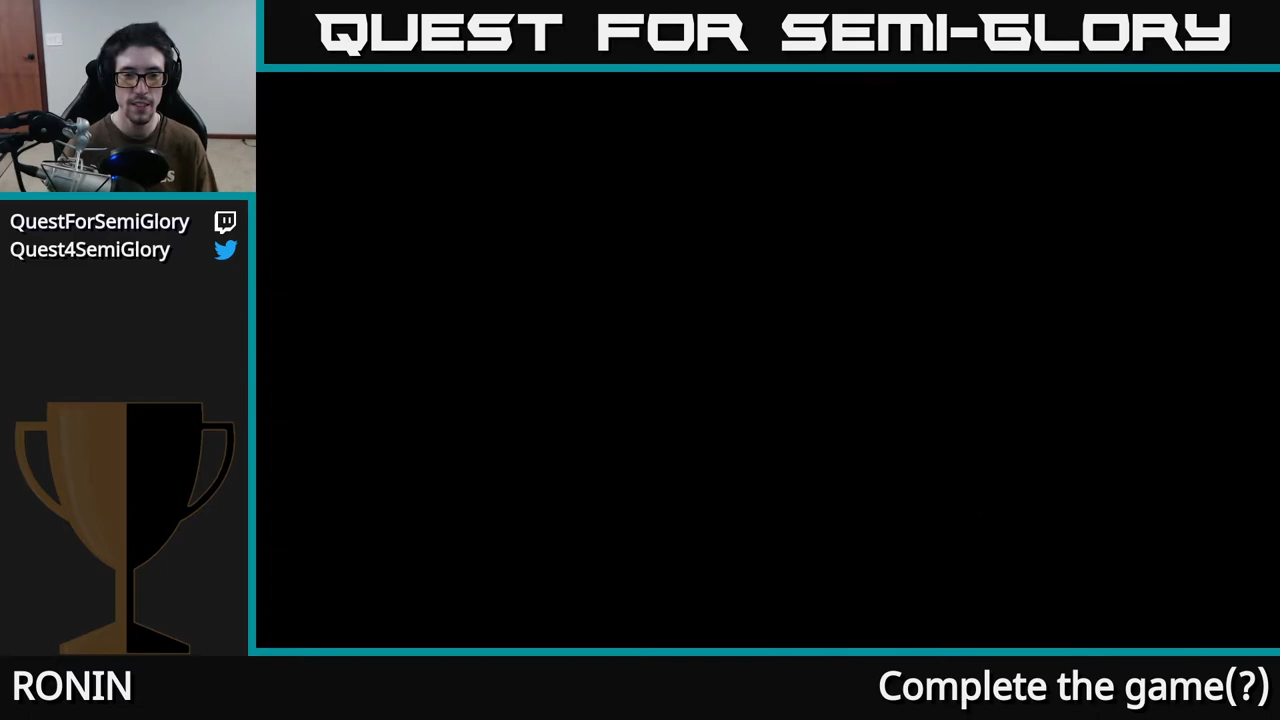 QUEST FOR SEMI-GLORY
QuestForSemiGlory
Quest4SemiGlory
RONIN
Complete the game(?)